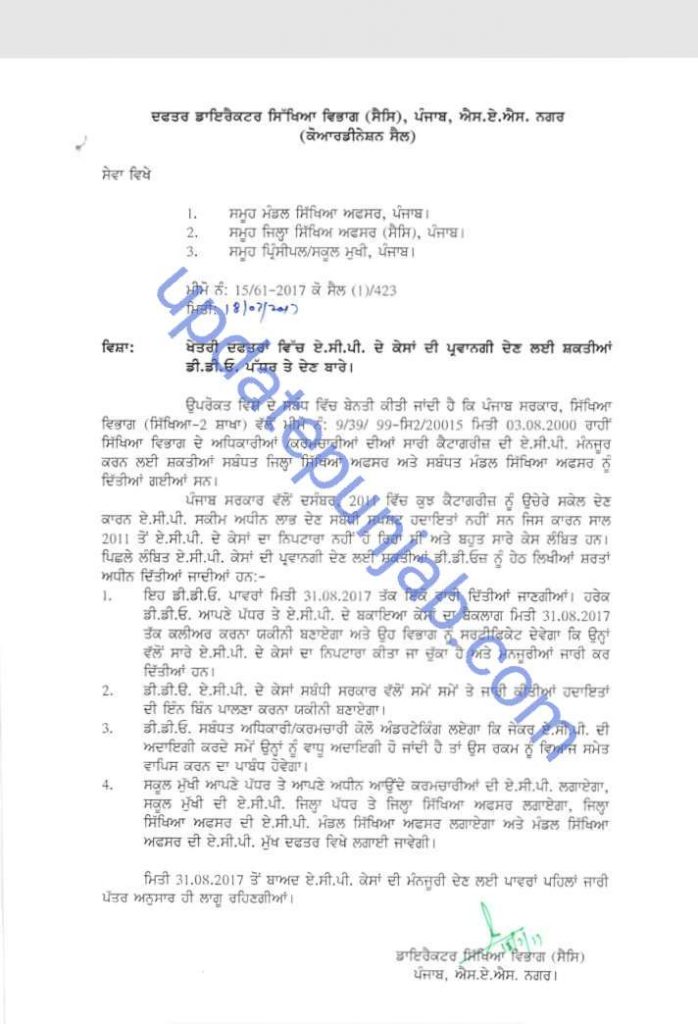 ਦਫਤਰ ਡਾਇਰੈਕਟਰ ਸਿੱਖਿਆ ਵਿਭਾਗ (ਸੈਸਿ), ਪੰਜਾਬ, ਐਸ.ਏ.ਐਸ. ਨਗਰ
(ਕੋਆਰਡੀਨੇਸ਼ਨ ਸੈਲ)
ਸੇਵਾ ਵਿਖੇ
1. ਸਮੂਹ ਮੰਡਲ ਸਿੱਖਿਆ ਅਫਸਰ, ਪੰਜਾਬ।
2. ਸਮੂਹ ਜਿਲ੍ਹਾ ਸਿੱਖਿਆ ਅਫਸਰ (ਸੈਸਿ), ਪੰਜਾਬ।
3. ਸਮੂਹ ਪ੍ਰਿੰਸੀਪਲ/ਸਕੂਲ ਮੁਖੀ, ਪੰਜਾਬ।
ਮੀਮੋ ਨੰ: 15/61-2017 ਕੋ ਸੈਲ (1)/423
ਮਿਤੀ: 18/07/2017
ਵਿਸ਼ਾ: ਖੇਤਰੀ ਦਫਤਰਾਂ ਵਿੱਚ ਏ.ਸੀ.ਪੀ. ਦੇ ਕੇਸਾਂ ਦੀ ਪ੍ਰਵਾਨਗੀ ਦੇਣ ਲਈ ਸ਼ਕਤੀਆਂ
ਡੀ.ਡੀ.ਓ. ਪੱਧਰ ਤੇ ਦੇਣ ਬਾਰੇ।
ਉਪਰੋਕਤ ਵਿਸ਼ੇ ਦੇ ਸਬੰਧ ਵਿੱਚ ਬੇਨਤੀ ਕੀਤੀ ਜਾਂਦੀ ਹੈ ਕਿ ਪੰਜਾਬ ਸਰਕਾਰ, ਸਿੱਖਿਆ
ਵਿਭਾਗ (ਸਿੱਖਿਆ-2 ਸ਼ਾਖਾ) ਵੱਲੋਂ ਮੀਮੋ ਨੰ: 9/39/ 99-ਸਿ2/20015 ਮਿਤੀ 03.08.2000 ਰਾਹੀਂ
ਸਿੱਖਿਆ ਵਿਭਾਗ ਦੇ ਅਧਿਕਾਰੀਆਂ /ਕਰਮਚਾਰੀਆਂ ਦੀਆਂ ਸਾਰੀ ਕੈਟਾਗਰੀਜ਼ ਦੀ ਏ.ਸੀ.ਪੀ. ਮੰਨਜੂਰ
ਕਰਨ ਲਈ ਸ਼ਕਤੀਆਂ ਸਬੰਧਤ ਜਿਲ੍ਹਾ ਸਿੱਖਿਆ ਅਫਸਰ ਅਤੇ ਸਬੰਧਤ ਮੰਡਲ ਸਿੱਖਿਆ ਅਫਸਰ ਨੂੰ
ਦਿੱਤੀਆਂ ਗਈਆਂ ਸਨ।
ਪੰਜਾਬ ਸਰਕਾਰ ਵੱਲੋਂ ਦਸੰਬਰ, 2011 ਵਿੱਚ ਕੁਝ ਕੈਟਾਗਰੀਜ਼ ਨੂੰ ਉਚੇਰੇ ਸਕੇਲ ਦੇਣ
ਕਾਰਨ ਏ.ਸੀ.ਪੀ. ਸਕੀਮ ਅਧੀਨ ਲਾਭ ਦੇਣ ਸਬੰਧੀ ਸਪਸ਼ਟ ਹਦਾਇਤਾਂ ਨਹੀਂ ਸਨ ਜਿਸ ਕਾਰਨ ਸਾਲ
2011 ਤੋਂ ਏ.ਸੀ.ਪੀ. ਦੇ ਕੇਸਾਂ ਦਾ ਨਿਪਟਾਰਾ ਨਹੀਂ ਹੋ ਰਿਹਾ ਸੀ ਅਤੇ ਬਹੁਤ ਸਾਰੇ ਕੇਸ ਲੰਬਿਤ ਹਨ।
ਪਿਛਲੇ ਲੰਬਿਤ ਏ.ਸੀ.ਪੀ. ਕੇਸਾਂ ਦੀ ਪ੍ਰਵਾਨਗੀ ਦੇਣ ਲਈ ਸ਼ਕਤੀਆਂ ਡੀ.ਡੀ.ਓਜ਼ ਨੂੰ ਹੇਠ ਲਿਖੀਆਂ ਸ਼ਰਤਾਂ
ਅਧੀਨ ਦਿੱਤੀਆਂ ਜਾਂਦੀਆਂ ਹਨ:-
1. ਇਹ ਡੀ.ਡੀ.ਓ. ਪਾਵਰਾਂ ਮਿਤੀ 31.08.2017 ਤੱਕ ਇਕੋ ਵਾਰੀ ਦਿੱਤੀਆਂ ਜਾਣਗੀਆਂ। ਹਰੇਕ
ਡੀ.ਡੀ.ਓ. ਆਪਣੇ ਪੱਧਰ ਤੇ ਏ.ਸੀ.ਪੀ. ਦੇ ਬਕਾਇਆ ਕੇਸਾਂ ਦਾ ਬੈਕਲਾਗ ਮਿਤੀ 31.08.2017
ਤੱਕ ਕਲੀਅਰ ਕਰਨਾ ਯਕੀਨੀ ਬਣਾਏਗਾ ਅਤੇ ਉਹ ਵਿਭਾਗ ਨੂੰ ਸਰਟੀਫਿਕੇਟ ਦੇਵੇਗਾ ਕਿ ਉਨ੍ਹਾਂ
ਵੱਲੋਂ ਸਾਰੇ ਏ.ਸੀ.ਪੀ. ਦੇ ਕੇਸਾਂ ਦਾ ਨਿਪਟਾਰਾ ਕੀਤਾ ਜਾ ਚੁੱਕਾ ਹੈ ਅਤੇ ਮੰਨਜੂਰੀਆਂ ਜਾਰੀ ਕਰ
ਦਿੱਤੀਆਂ ਹਨ।
2. ਡੀ.ਡੀ.ਓ. ਏ.ਸੀ.ਪੀ. ਦੇ ਕੇਸਾਂ ਸਬੰਧੀ ਸਰਕਾਰ ਵੱਲੋਂ ਸਮੇਂ ਸਮੇਂ ਤੇ ਜਾਰੀ ਕੀਤੀਆਂ ਹਦਾਇਤਾਂ
ਦੀ ਇੰਨ ਬਿੰਨ ਪਾਲਣਾ ਕਰਨਾ ਯਕੀਨੀ ਬਣਾਏਗਾ।
3. ਡੀ.ਡੀ.ਓ. ਸਬੰਧਤ ਅਧਿਕਾਰੀ/ਕਰਮਚਾਰੀ ਕੋਲੋਂ ਅੰਡਰਟੇਕਿੰਗ ਲਏਗਾ ਕਿ ਜੇਕਰ ਏ.ਸੀ.ਪੀ. ਦੀ
ਅਦਾਇਗੀ ਕਰਦੇ ਸਮੇਂ ਉਨ੍ਹਾਂ ਨੂੰ ਵਾਧੂ ਅਦਾਇਗੀ ਹੋ ਜਾਂਦੀ ਹੈ ਤਾਂ ਉਸ ਰਕਮ ਨੂੰ ਵਿਆਜ ਸਮੇਤ
ਵਾਪਿਸ ਕਰਨ ਦਾ ਪਾਬੰਧ ਹੋਵੇਗਾ।
4. ਸਕੂਲ ਮੁੱਖੀ ਆਪਣੇ ਪੱਧਰ ਤੇ ਆਪਣੇ ਅਧੀਨ ਆਉਂਦੇ ਕਰਮਚਾਰੀਆਂ ਦੀ ਏ.ਸੀ.ਪੀ. ਲਗਾਏਗਾ,
ਸਕੂਲ ਮੁੱਖੀ ਦੀ ਏ.ਸੀ.ਪੀ. ਜਿਲ੍ਹਾ ਪੱਧਰ ਤੇ ਜਿਲ੍ਹਾ ਸਿੱਖਿਆ ਅਫਸਰ ਲਗਾਏਗਾ, ਜਿਲ੍ਹਾ
ਸਿੱਖਿਆ ਅਫਸਰ ਦੀ ਏ.ਸੀ.ਪੀ. ਮੰਡਲ ਸਿੱਖਿਆ ਅਫਸਰ ਲਗਾਏਗਾ ਅਤੇ ਮੰਡਲ ਸਿੱਖਿਆ
ਅਫਸਰ ਦੀ ਏ.ਸੀ.ਪੀ. ਮੁੱਖ ਦਫਤਰ ਵਿਖੇ ਲਗਾਈ ਜਾਵੇਗੀ।
ਮਿਤੀ 31.08.2017 ਤੋਂ ਬਾਅਦ ਏ.ਸੀ.ਪੀ. ਕੇਸਾਂ ਦੀ ਮੰਨਜੂਰੀ ਦੇਣ ਲਈ ਪਾਵਰਾਂ ਪਹਿਲਾਂ ਜਾਰੀ
ਪੱਤਰ ਅਨੁਸਾਰ ਹੀ ਲਾਗੂ ਰਹਿਣਗੀਆਂ।
18/7/17
ਡਾਇਰੈਕਟਰ ਸਿੱਖਿਆ ਵਿਭਾਗ (ਸੈਸਿ)
ਪੰਜਾਬ, ਐਸ.ਏ.ਐਸ. ਨਗਰ।
updatepunjab.com